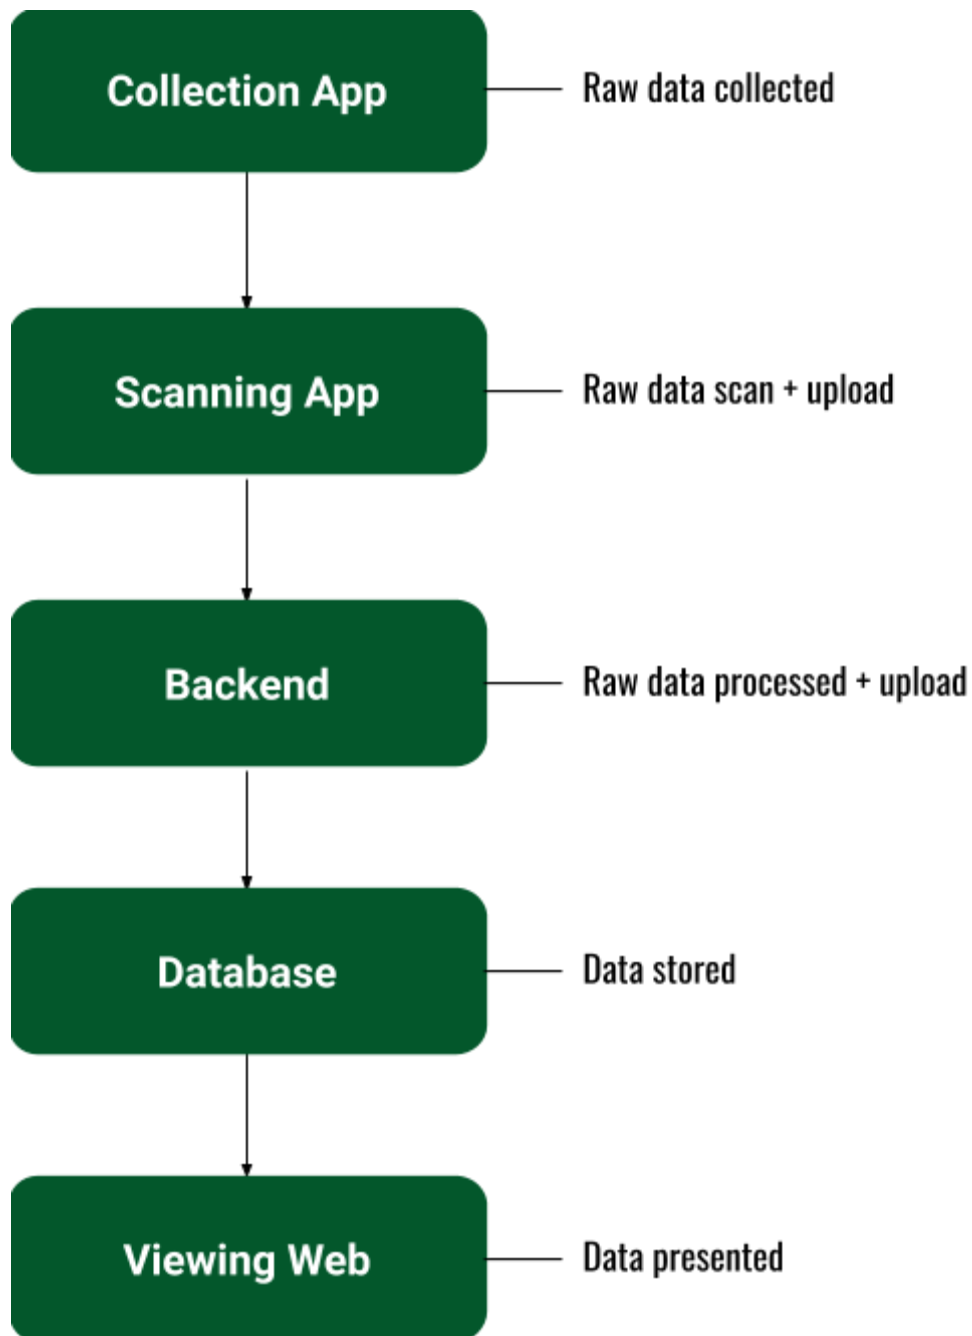 Collection App
Raw data collected
Scanning App
Raw data scan + upload
Backend
Raw data processed + upload
Database
Data stored
Viewing Web
Data presented